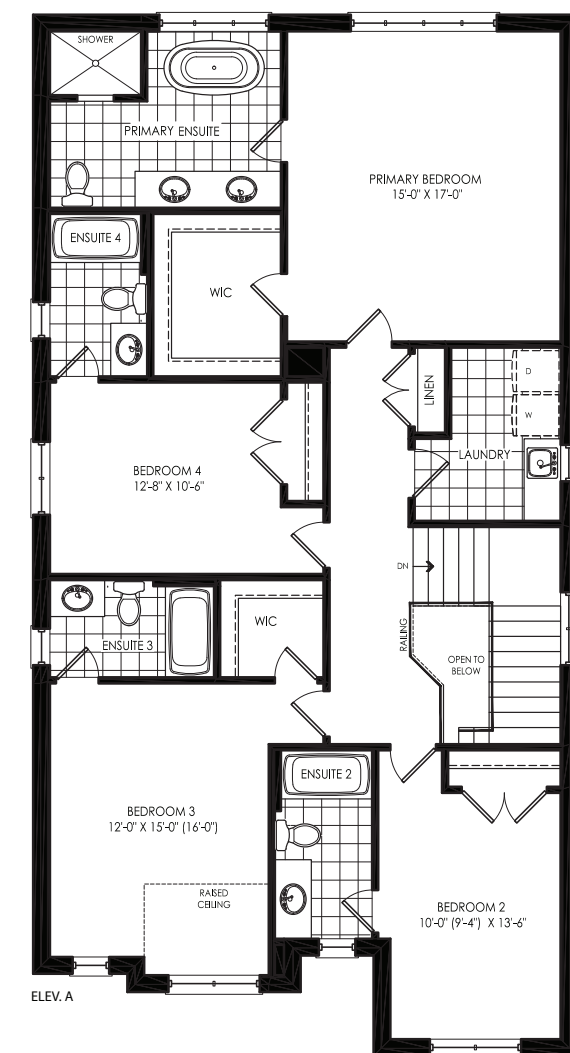 SHOWER
PRIMARY ENSUITE
PRIMARY BEDROOM
15'-0" X 17'-0"
ENSUITE 4
WIC
LINEN
D
W
LAUNDRY
BEDROOM 4
12'-8" X 10'-6"
DN
WIC
ENSUITE 3
RAILING
OPEN TO
BELOW
ENSUITE 2
BEDROOM 3
12'-0" X 15'-0" (16'-0")
RAISED
CEILING
BEDROOM 2
10'-0" (9'-4") X 13'-6"
ELEV. A